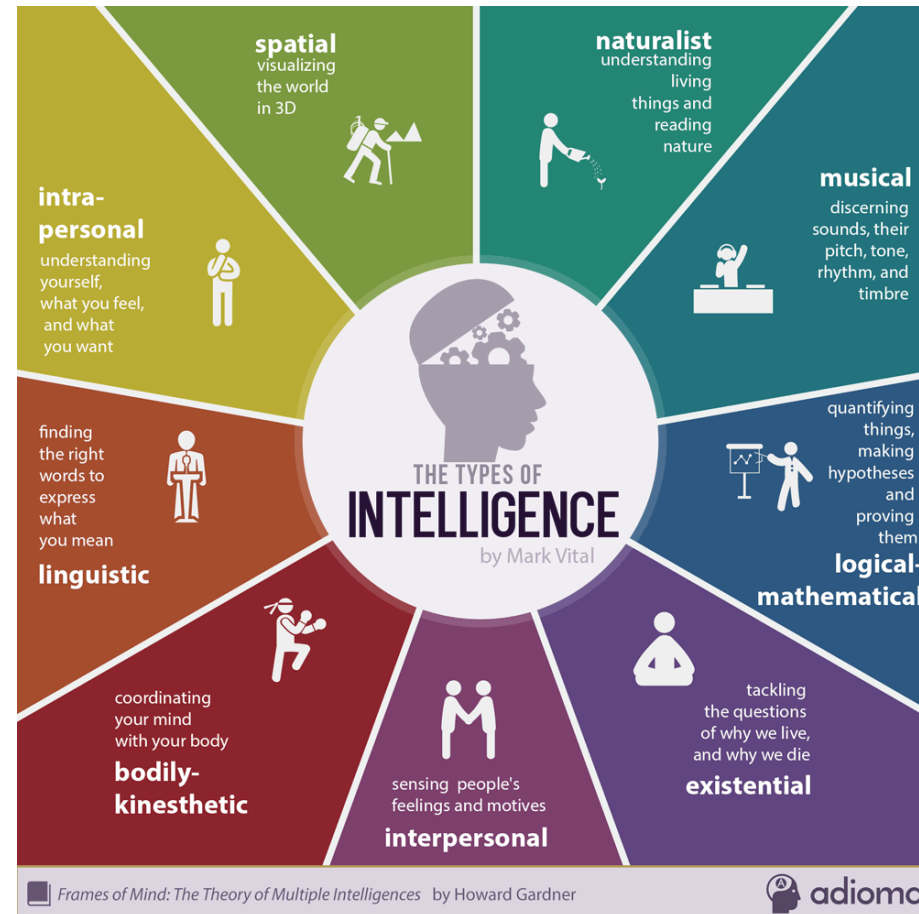 spatial
visualizing
the world
in 3D
naturalist
understanding
living
things and
reading
nature
musical
discerning
sounds, their
pitch, tone,
rhythm, and
timbre
quantifying
things,
making
hypotheses
and
proving
them
logical-
mathematical
tackling
the questions
of why we live,
and why we die
existential
sensing people's
feelings and motives
interpersonal
coordinating
your mind
with your body
bodily-
kinesthetic
finding
the right
words to
express
what
you mean
linguistic
intra-
personal
understanding
yourself,
what you feel,
and what
you want
THE TYPES OF
INTELLIGENCE
by Mark Vital
Frames of Mind: The Theory of Multiple Intelligences by Howard Gardner
A
adioma